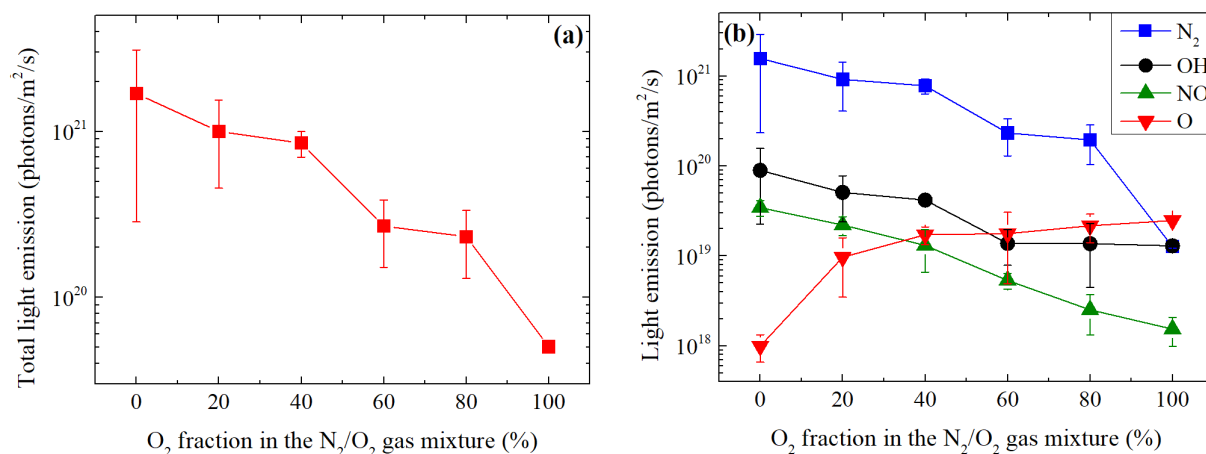 (a)
Total light emission (photons/m²/s)
10²¹
10²⁰
0 20 40 60 80 100
O₂ fraction in the N₂/O₂ gas mixture (%)
(b)
N₂
OH
NO
O
Light emission (photons/m²/s)
10²¹
10²⁰
10¹⁹
10¹⁸
0 20 40 60 80 100
O₂ fraction in the N₂/O₂ gas mixture (%)